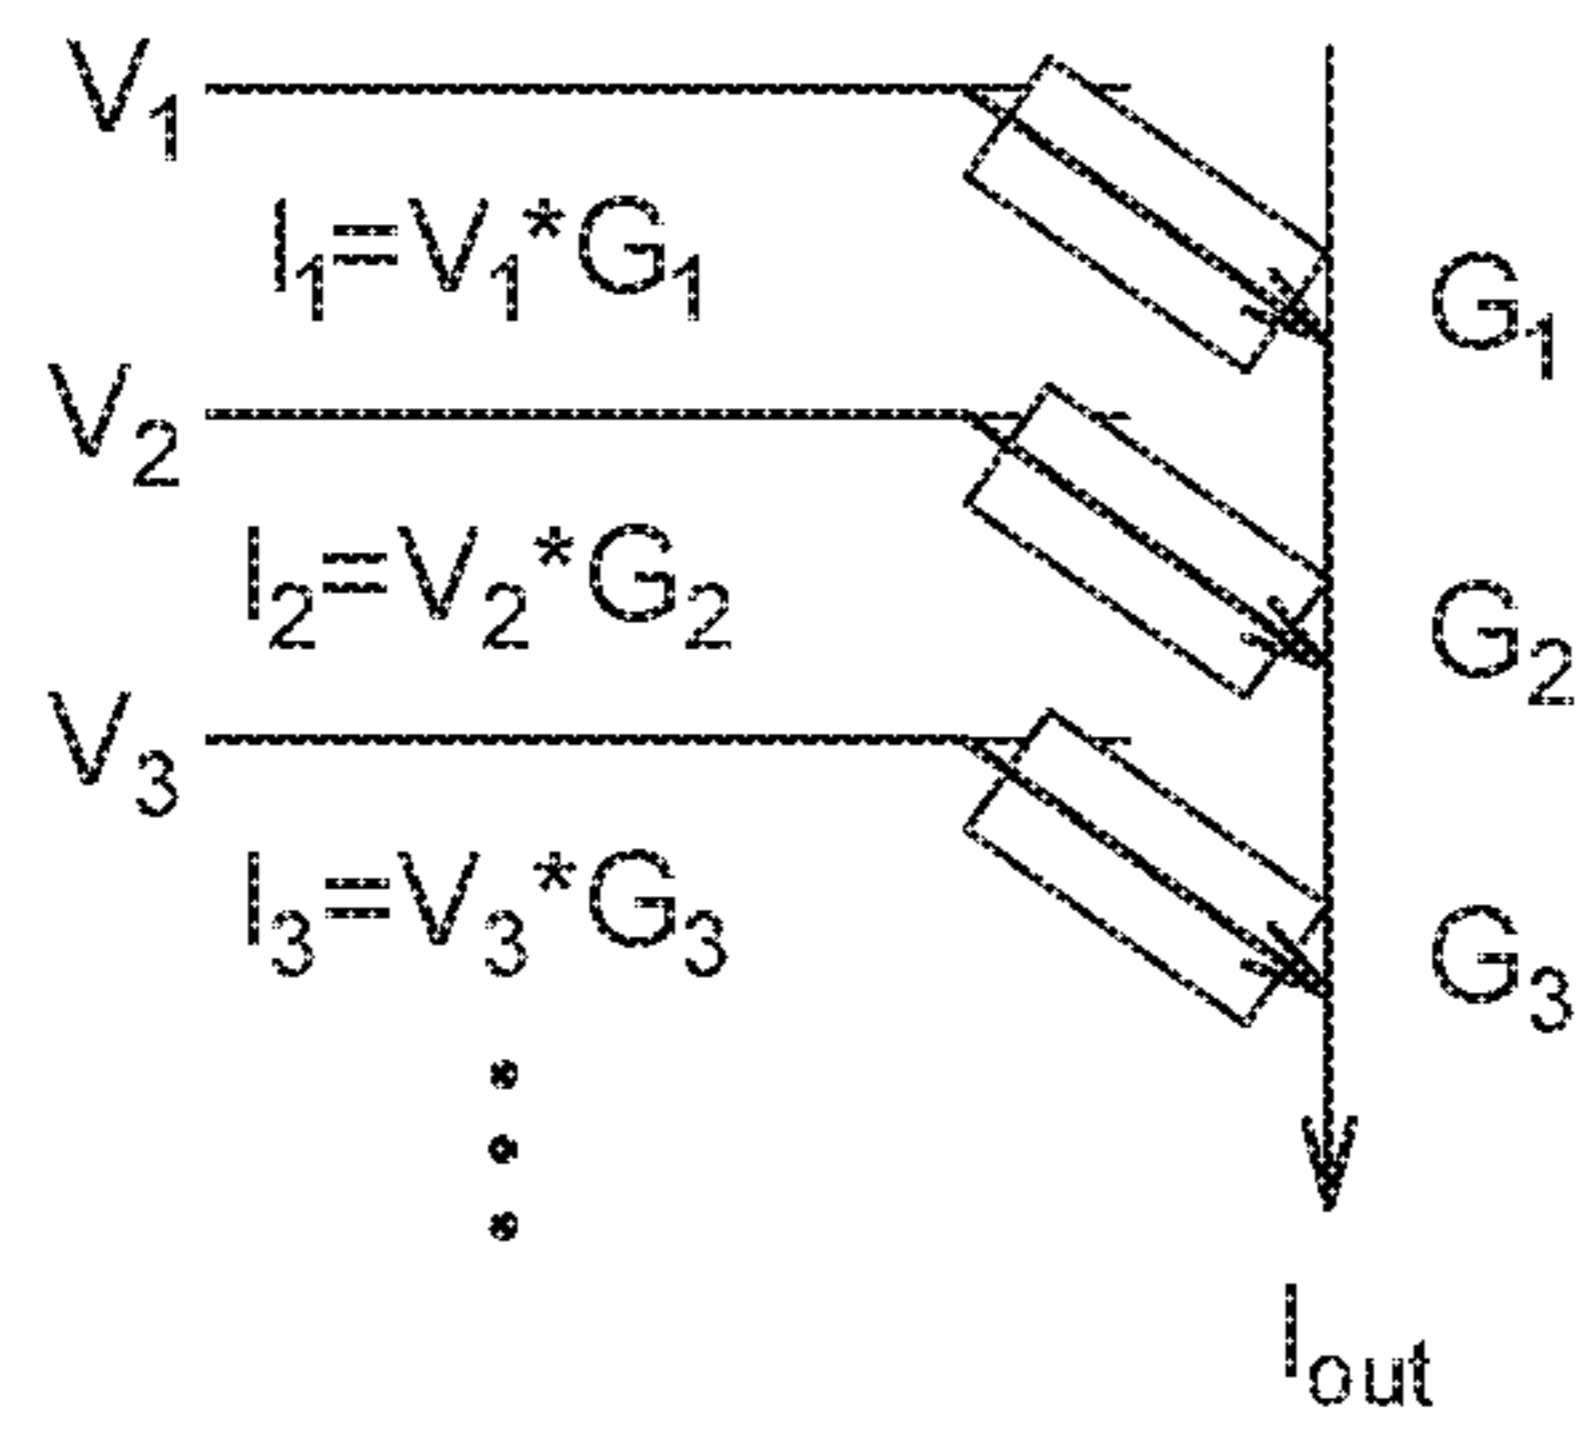 V₁
I₁=V₁*G₁
G₁
V₂
I₂=V₂*G₂
G₂
V₃
I₃=V₃*G₃
G₃
Iout